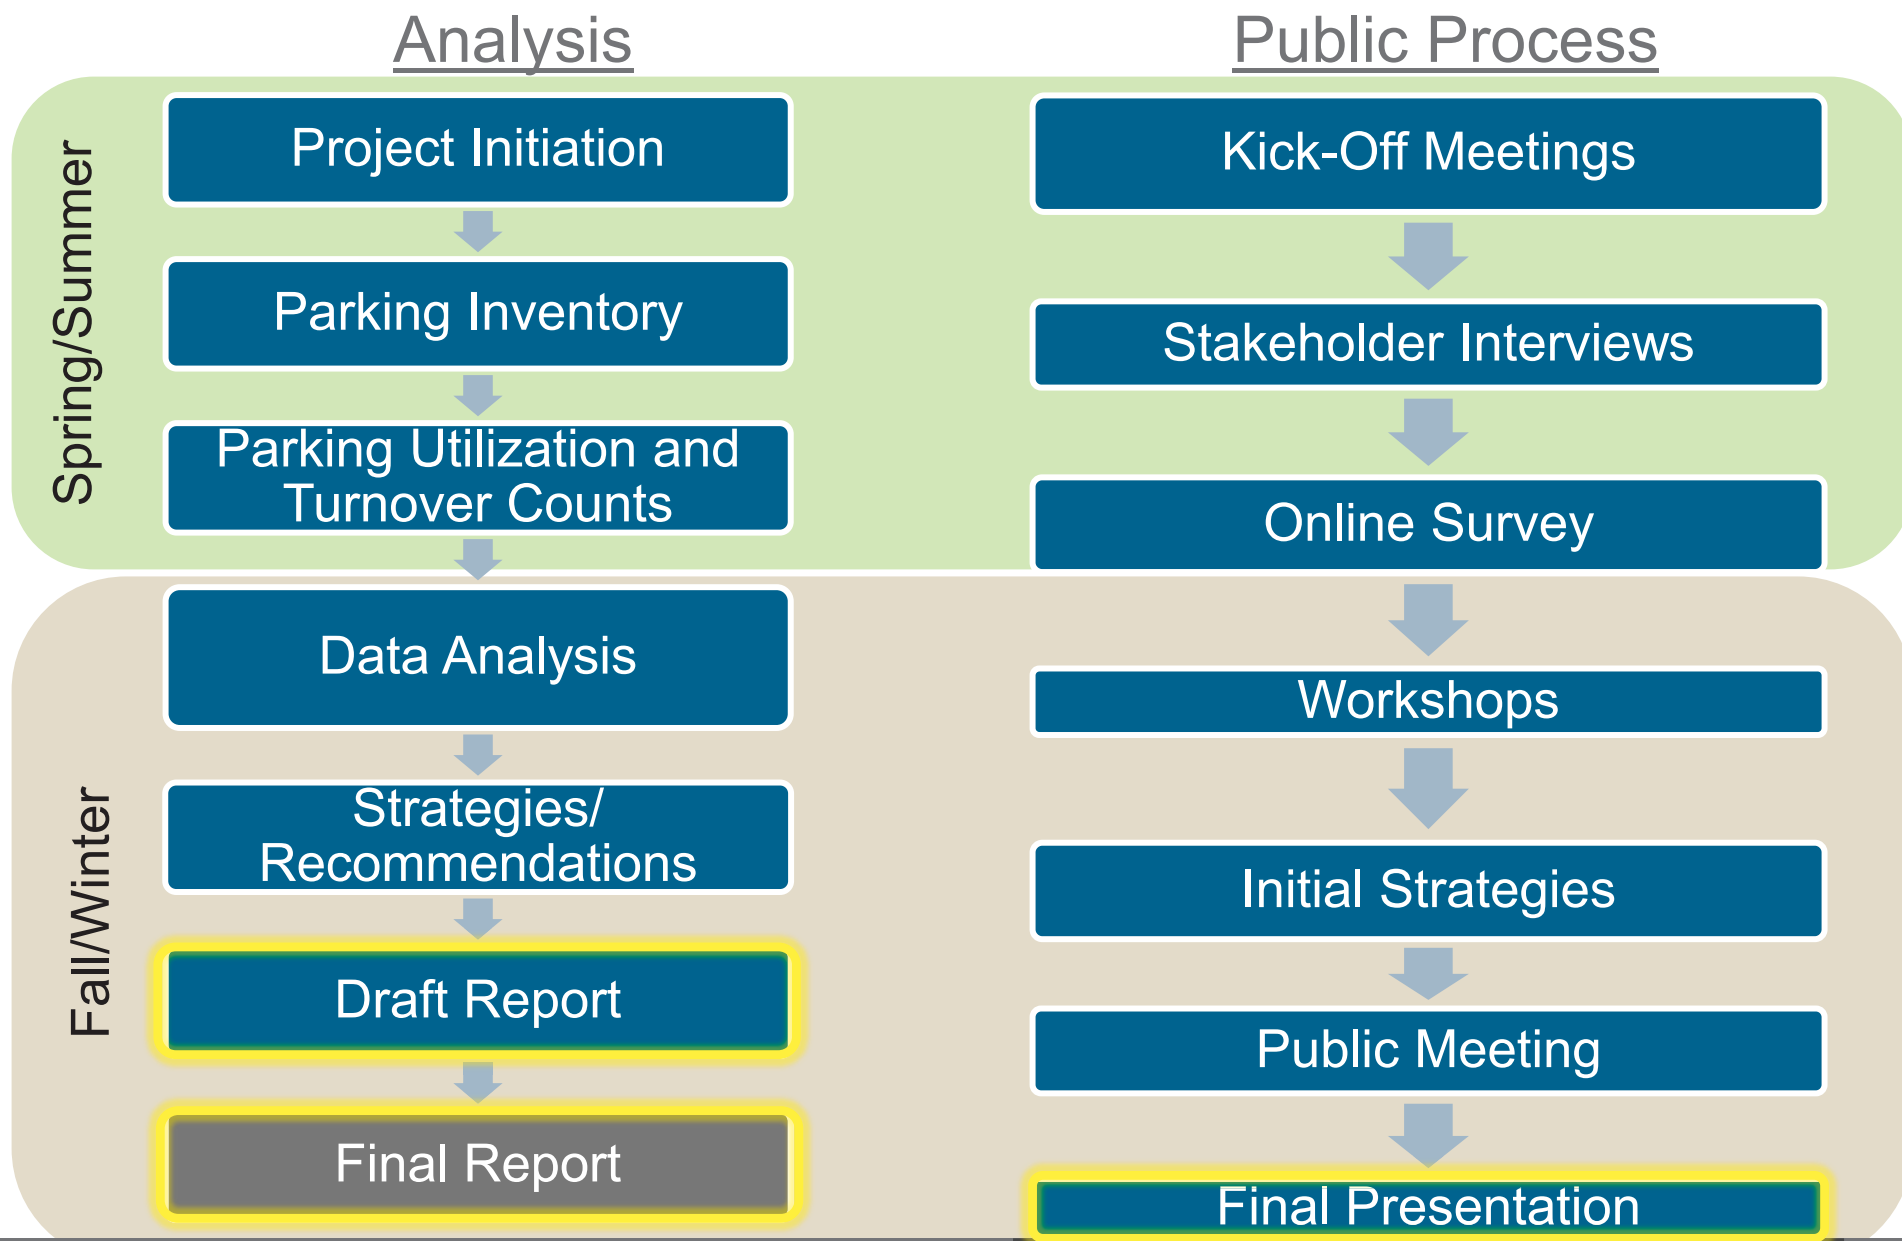 Analysis
Public Process
Spring/Summer
Project Initiation
Parking Inventory
Parking Utilization and
Turnover Counts
Kick-Off Meetings
Stakeholder Interviews
Online Survey
Fall/Winter
Data Analysis
Strategies/
Recommendations
Draft Report
Final Report
Workshops
Initial Strategies
Public Meeting
Final Presentation